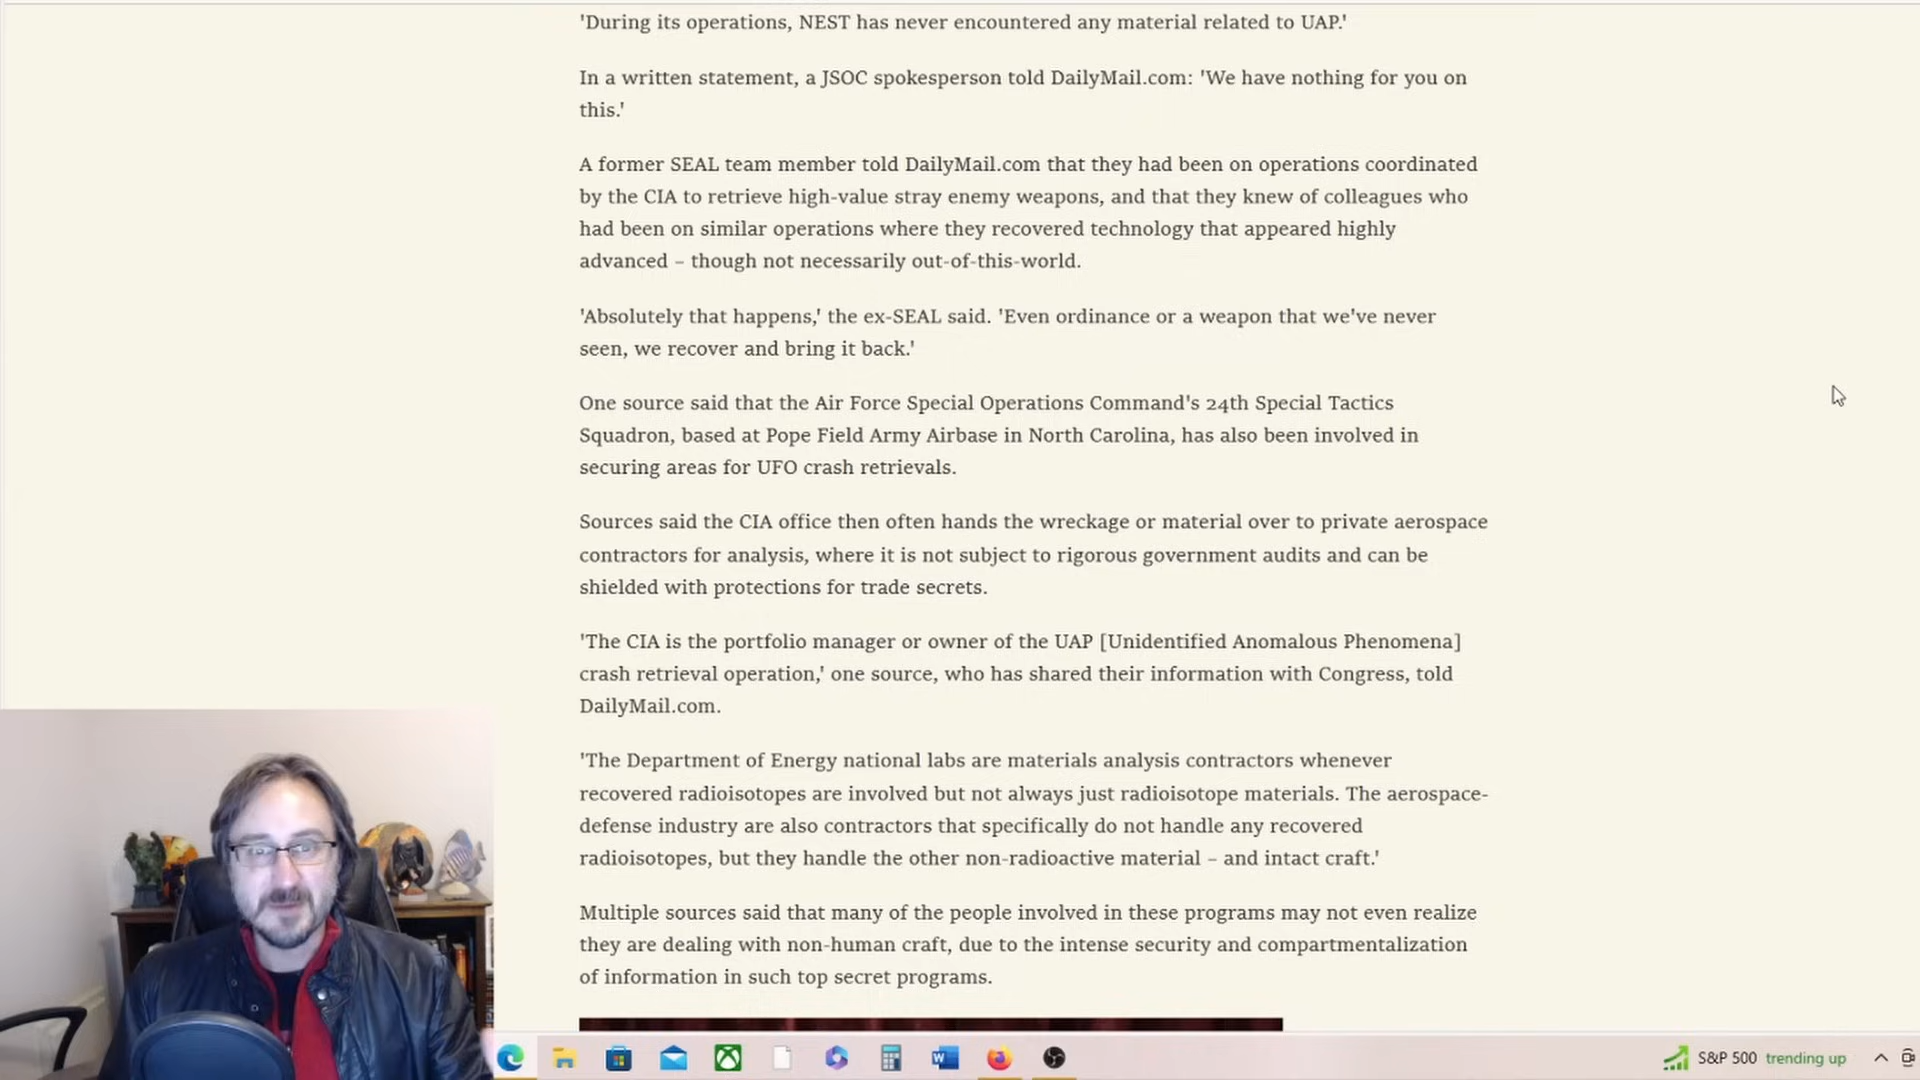 'During its operations, NEST has never encountered any material related to UAP.'
In a written statement, a JSOC spokesperson told DailyMail.com: 'We have nothing for you on
this.'
A former SEAL team member told DailyMail.com that they had been on operations coordinated
by the CIA to retrieve high-value stray enemy weapons, and that they knew of colleagues who
had been on similar operations where they recovered technology that appeared highly
advanced – though not necessarily out-of-this-world.
'Absolutely that happens,' the ex-SEAL said. 'Even ordinance or a weapon that we've never
seen, we recover and bring it back.'
One source said that the Air Force Special Operations Command's 24th Special Tactics
Squadron, based at Pope Field Army Airbase in North Carolina, has also been involved in
securing areas for UFO crash retrievals.
Sources said the CIA office then often hands the wreckage or material over to private aerospace
contractors for analysis, where it is not subject to rigorous government audits and can be
shielded with protections for trade secrets.
'The CIA is the portfolio manager or owner of the UAP [Unidentified Anomalous Phenomena]
crash retrieval operation,' one source, who has shared their information with Congress, told
DailyMail.com.
'The Department of Energy national labs are materials analysis contractors whenever
recovered radioisotopes are involved but not always just radioisotope materials. The aerospace-
defense industry are also contractors that specifically do not handle any recovered
radioisotopes, but they handle the other non-radioactive material – and intact craft.'
Multiple sources said that many of the people involved in these programs may not even realize
they are dealing with non-human craft, due to the intense security and compartmentalization
of information in such top secret programs.
S&P 500 trending up